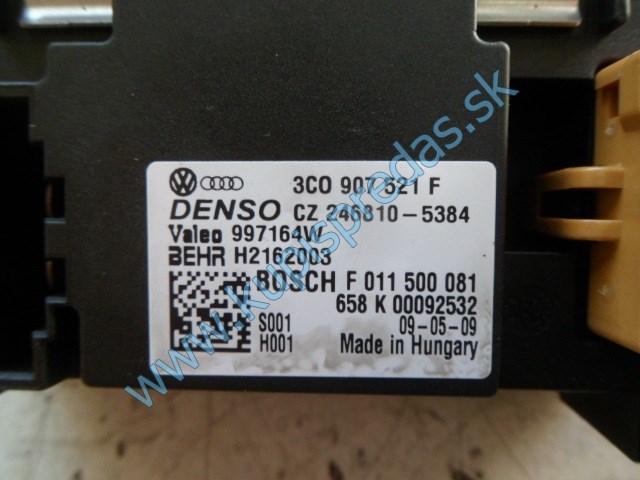 3C0 907 521 F
DENSO CZ 246810-5384
Valeo 997164W
BEHR H2162003
BOSCH F 011 500 081
658 K 00092532
S001 09-05-09
H001 Made in Hungary
www.kupispredas.sk